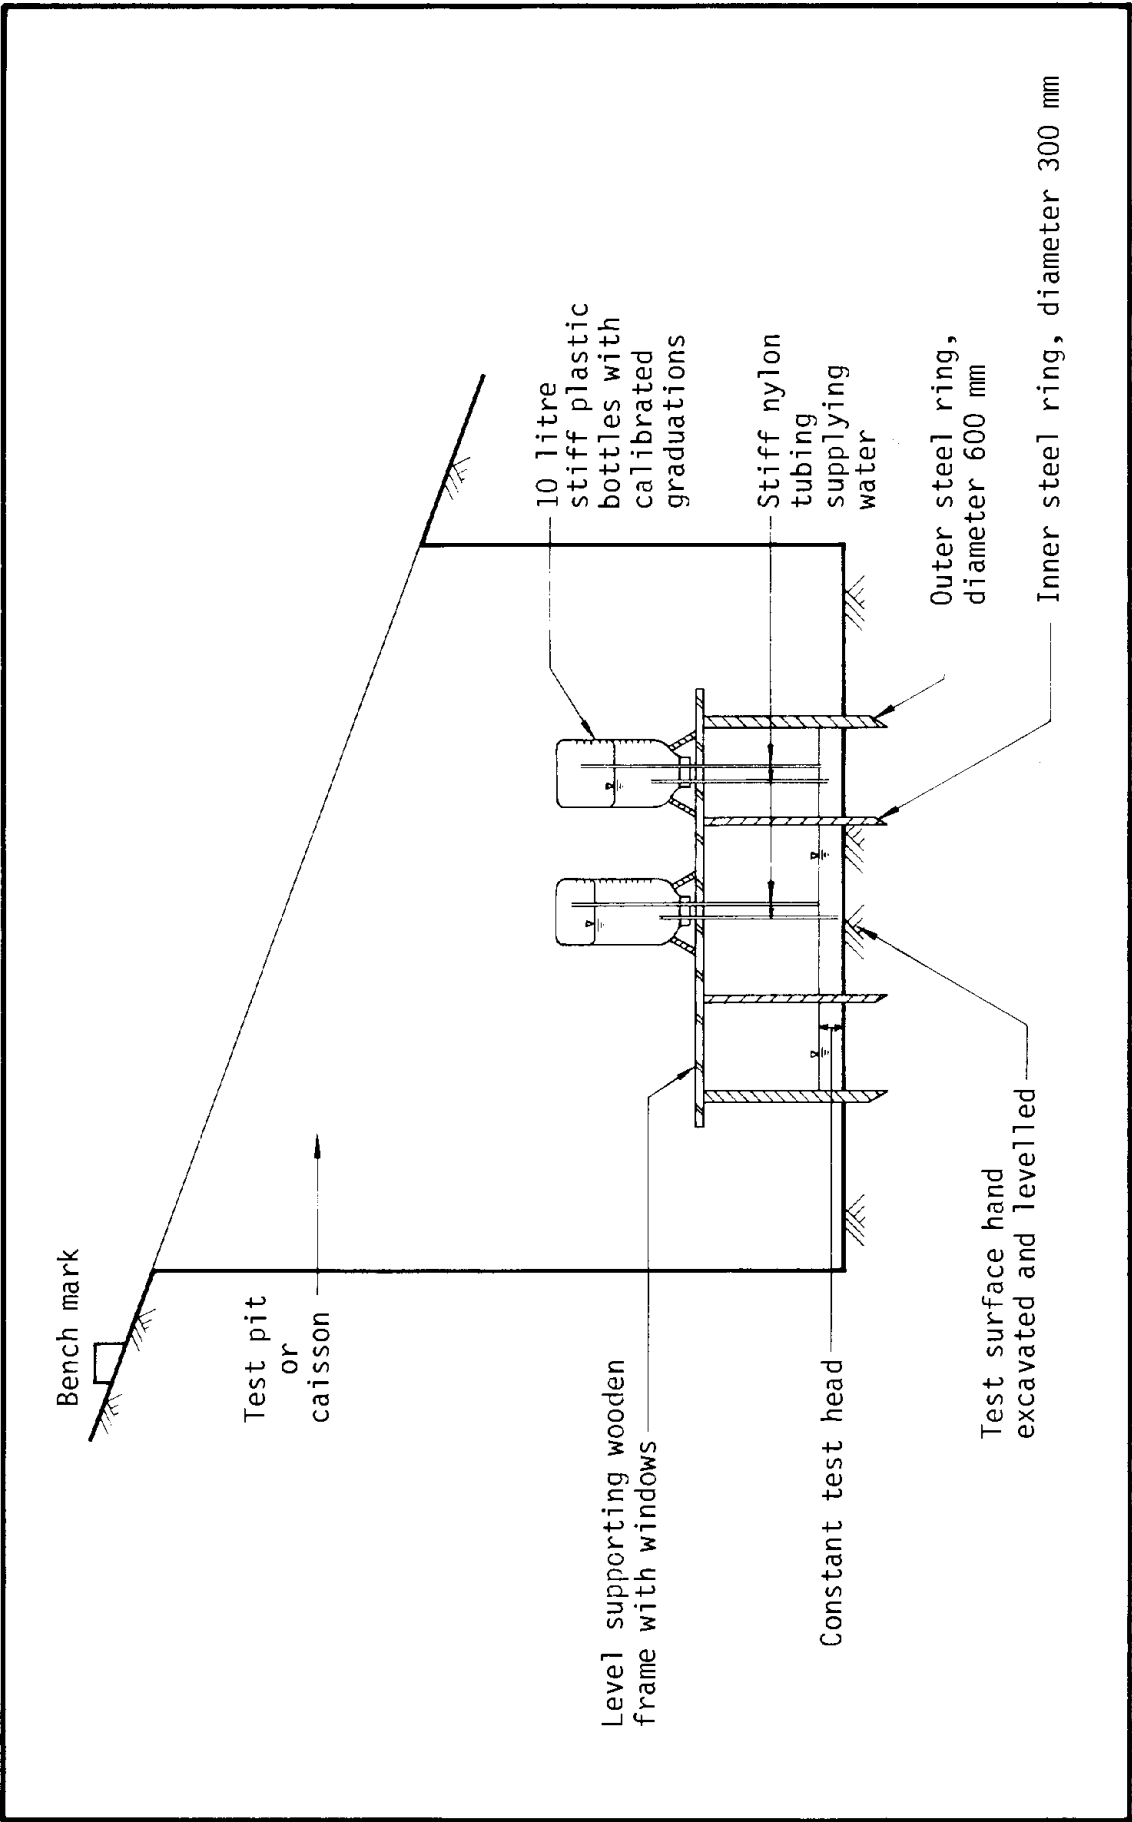 Bench mark
Test pit
or
caisson
10 litre
stiff plastic
bottles with
calibrated
graduations
Level supporting wooden
frame with windows
Stiff nylon
tubing
supplying
water
Constant test head
Outer steel ring,
diameter 600 mm
Test surface hand
excavated and levelled
Inner steel ring, diameter 300 mm